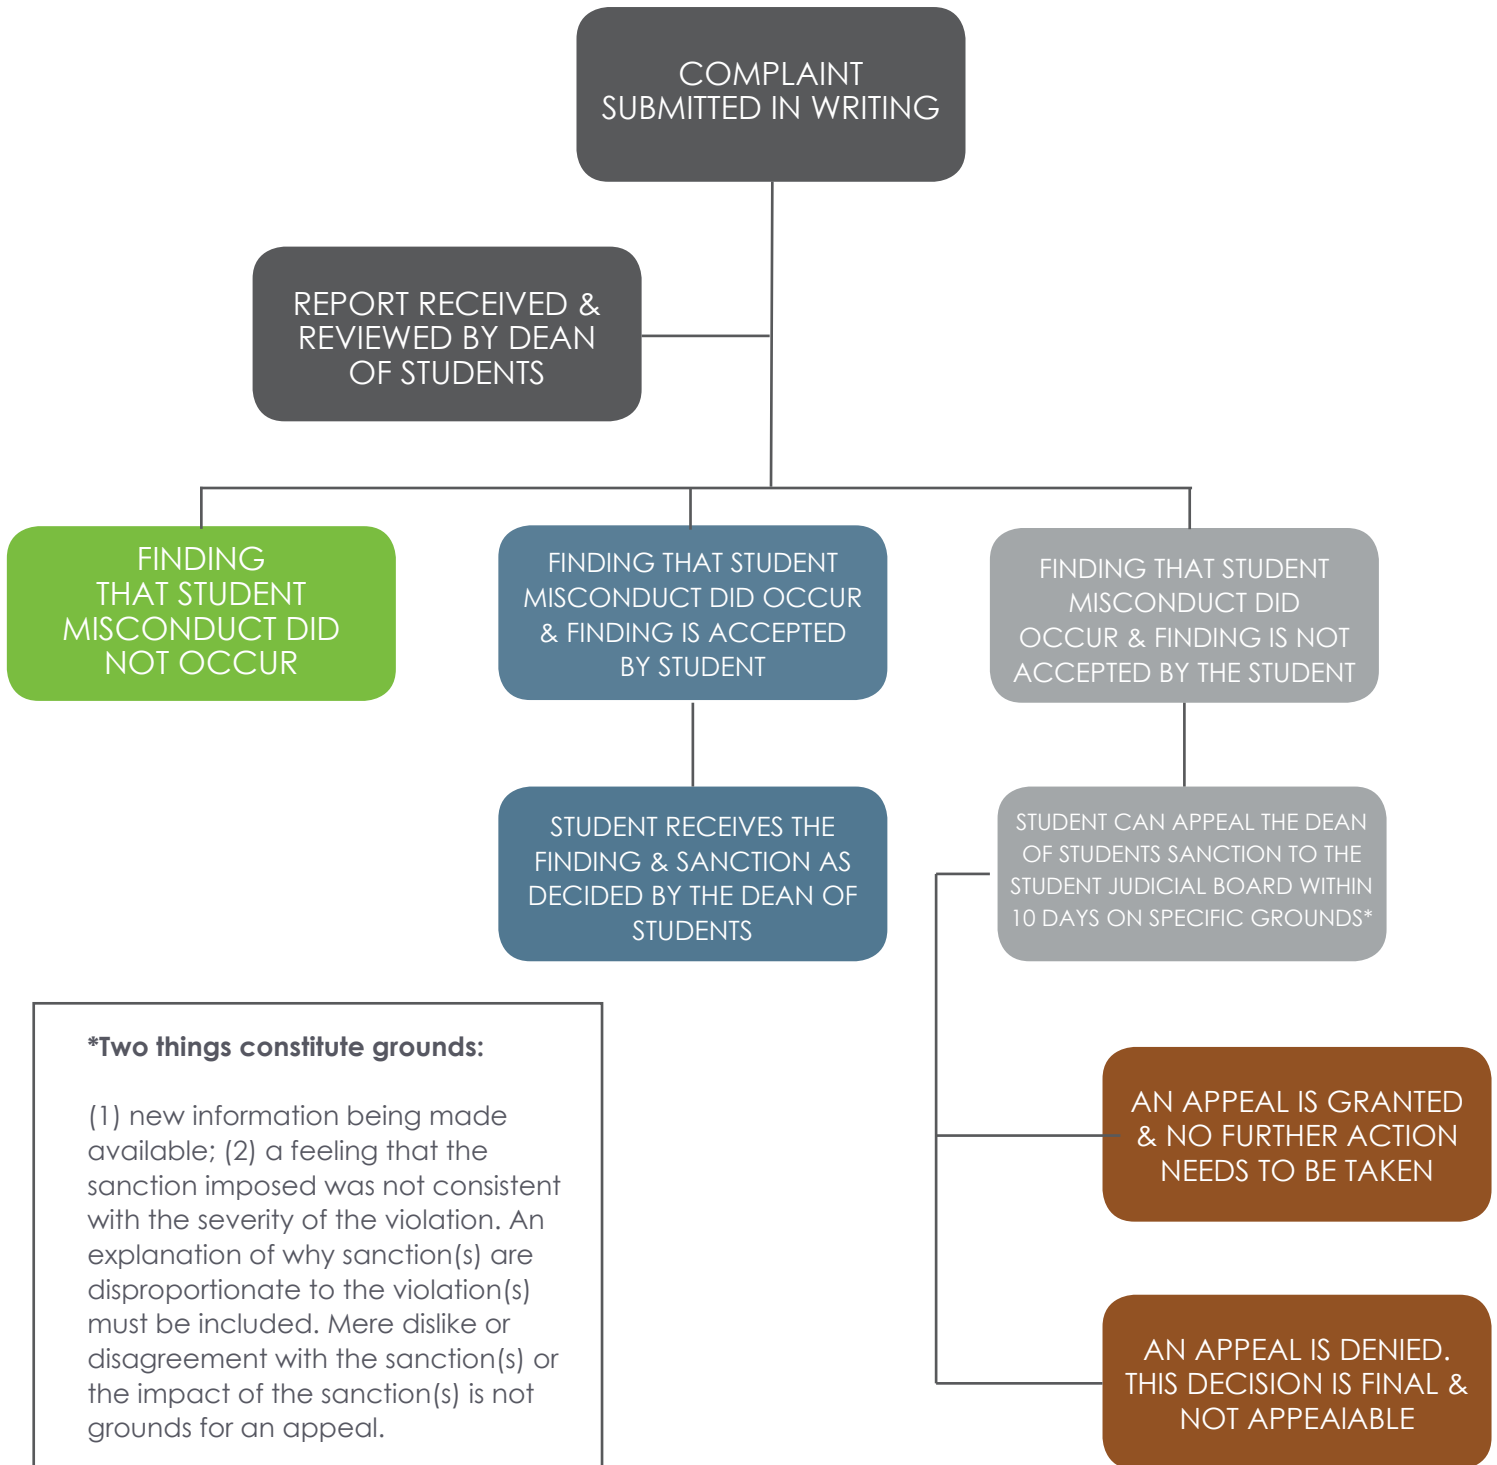 COMPLAINT
SUBMITTED IN WRITING
REPORT RECEIVED &
REVIEWED BY DEAN
OF STUDENTS
FINDING
THAT STUDENT
MISCONDUCT DID
NOT OCCUR
FINDING THAT STUDENT
MISCONDUCT DID OCCUR
& FINDING IS ACCEPTED
BY STUDENT
FINDING THAT STUDENT
MISCONDUCT DID
OCCUR & FINDING IS NOT
ACCEPTED BY THE STUDENT
STUDENT RECEIVES THE
FINDING & SANCTION AS
DECIDED BY THE DEAN OF
STUDENTS
STUDENT CAN APPEAL THE DEAN
OF STUDENTS SANCTION TO THE
STUDENT JUDICIAL BOARD WITHIN
10 DAYS ON SPECIFIC GROUNDS*
*Two things constitute grounds:
(1) new information being made
available; (2) a feeling that the
sanction imposed was not consistent
with the severity of the violation. An
explanation of why sanction(s) are
disproportionate to the violation(s)
must be included. Mere dislike or
disagreement with the sanction(s) or
the impact of the sanction(s) is not
grounds for an appeal.
AN APPEAL IS GRANTED
& NO FURTHER ACTION
NEEDS TO BE TAKEN
AN APPEAL IS DENIED.
THIS DECISION IS FINAL &
NOT APPEAlABLE